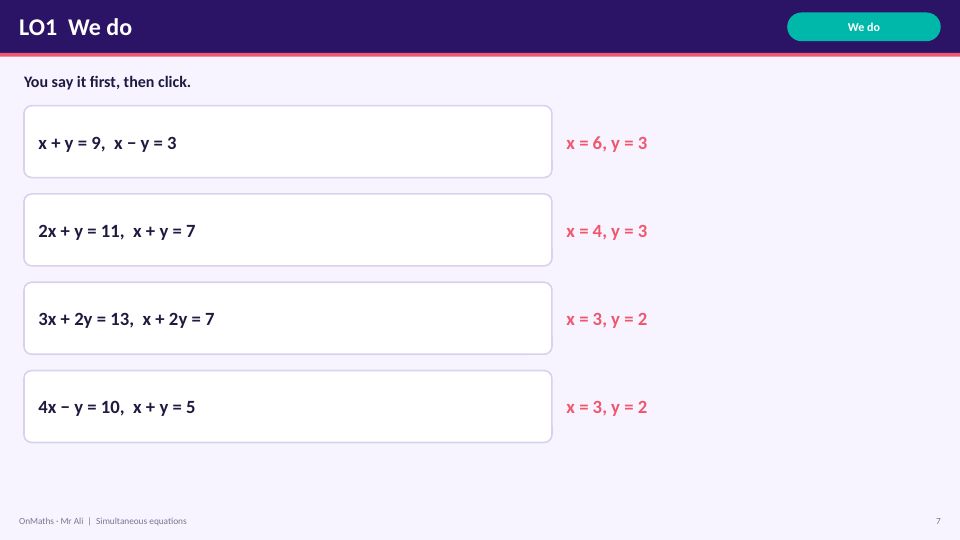 LO1 We do
We do
You say it first, then click.
x + y = 9, x − y = 3
x = 6, y = 3
2x + y = 11, x + y = 7
x = 4, y = 3
3x + 2y = 13, x + 2y = 7
x = 3, y = 2
4x − y = 10, x + y = 5
x = 3, y = 2
OnMaths · Mr Ali | Simultaneous equations
7